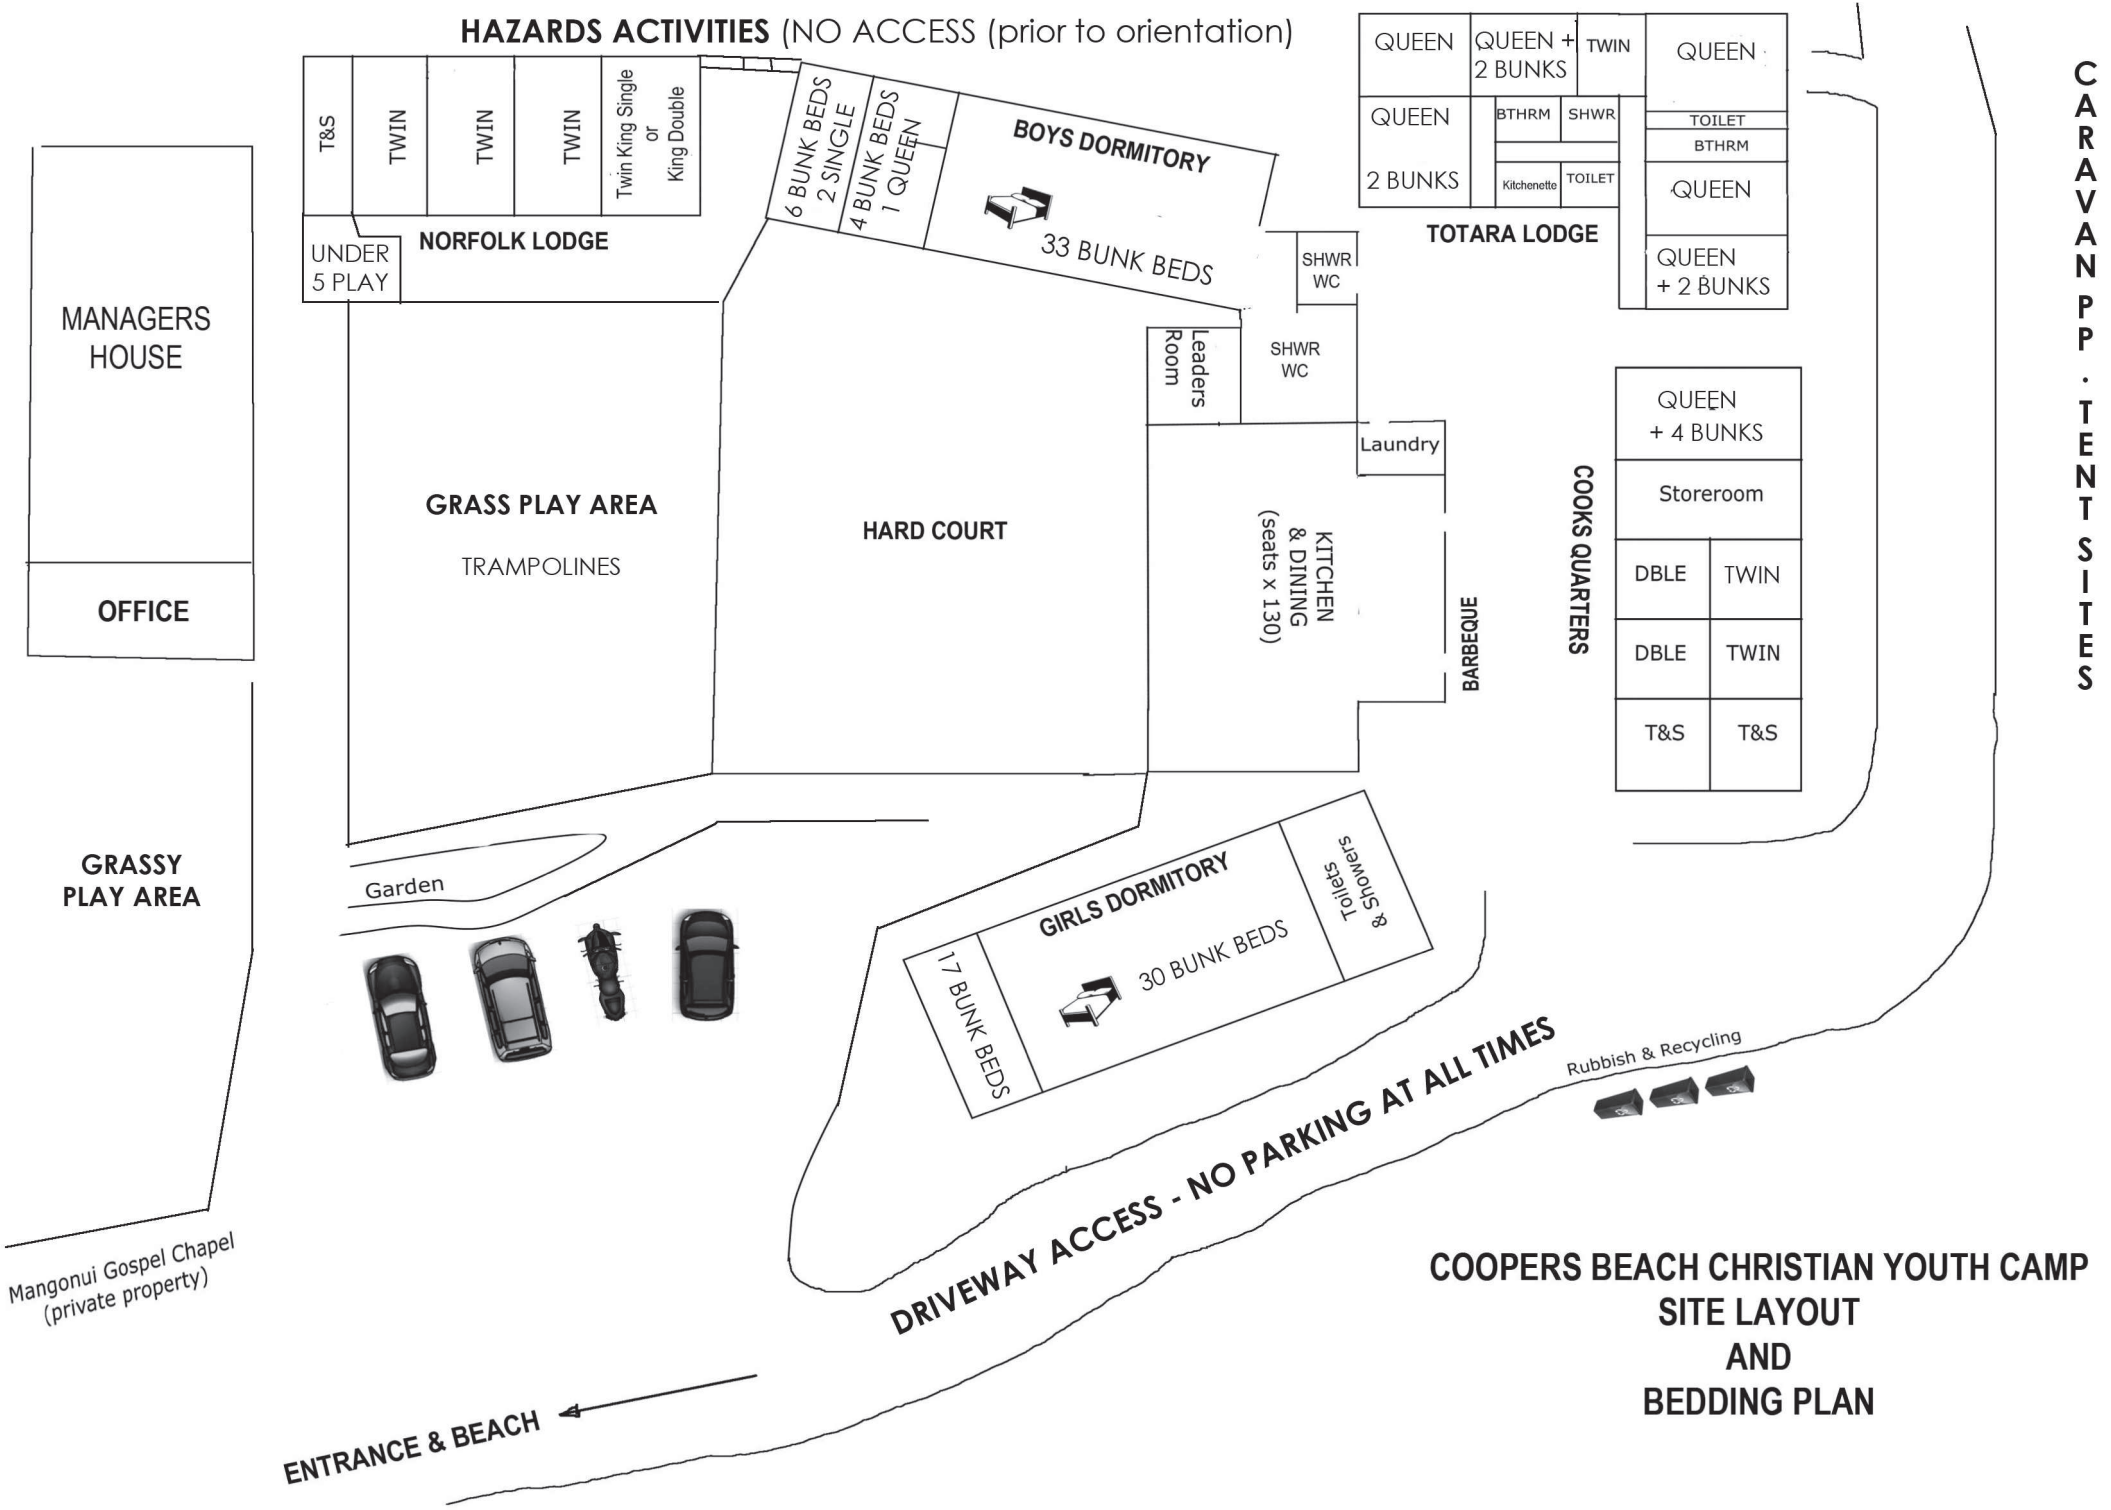 HAZARDS ACTIVITIES (NO ACCESS (prior to orientation)
T&S
TWIN
TWIN
TWIN
Twin King Single
or
King Double
UNDER
5 PLAY
NORFOLK LODGE
6 BUNK BEDS
2 SINGLE
4 BUNK BEDS
1 QUEEN
BOYS DORMITORY
33 BUNK BEDS
QUEEN
QUEEN +
2 BUNKS
TWIN
QUEEN
QUEEN
2 BUNKS
BTHRM
SHWR
Kitchenette
TOILET
TOILET
BTHRM
QUEEN
QUEEN
+ 2 BUNKS
TOTARA LODGE
CARAVAN PP . TENT SITES
MANAGERS
HOUSE
OFFICE
GRASS PLAY AREA
TRAMPOLINES
HARD COURT
SHWR
WC
SHWR
WC
Leaders
Room
Laundry
KITCHEN
& DINING
(seats x 130)
BARBEQUE
COOKS QUARTERS
QUEEN
+ 4 BUNKS
Storeroom
DBLE
TWIN
DBLE
TWIN
T&S
T&S
GRASSY
PLAY AREA
Garden
GIRLS DORMITORY
17 BUNK BEDS
30 BUNK BEDS
Toilets
& Showers
Rubbish & Recycling
DRIVEWAY ACCESS - NO PARKING AT ALL TIMES
Mangonui Gospel Chapel
(private property)
ENTRANCE & BEACH
COOPERS BEACH CHRISTIAN YOUTH CAMP
SITE LAYOUT
AND
BEDDING PLAN